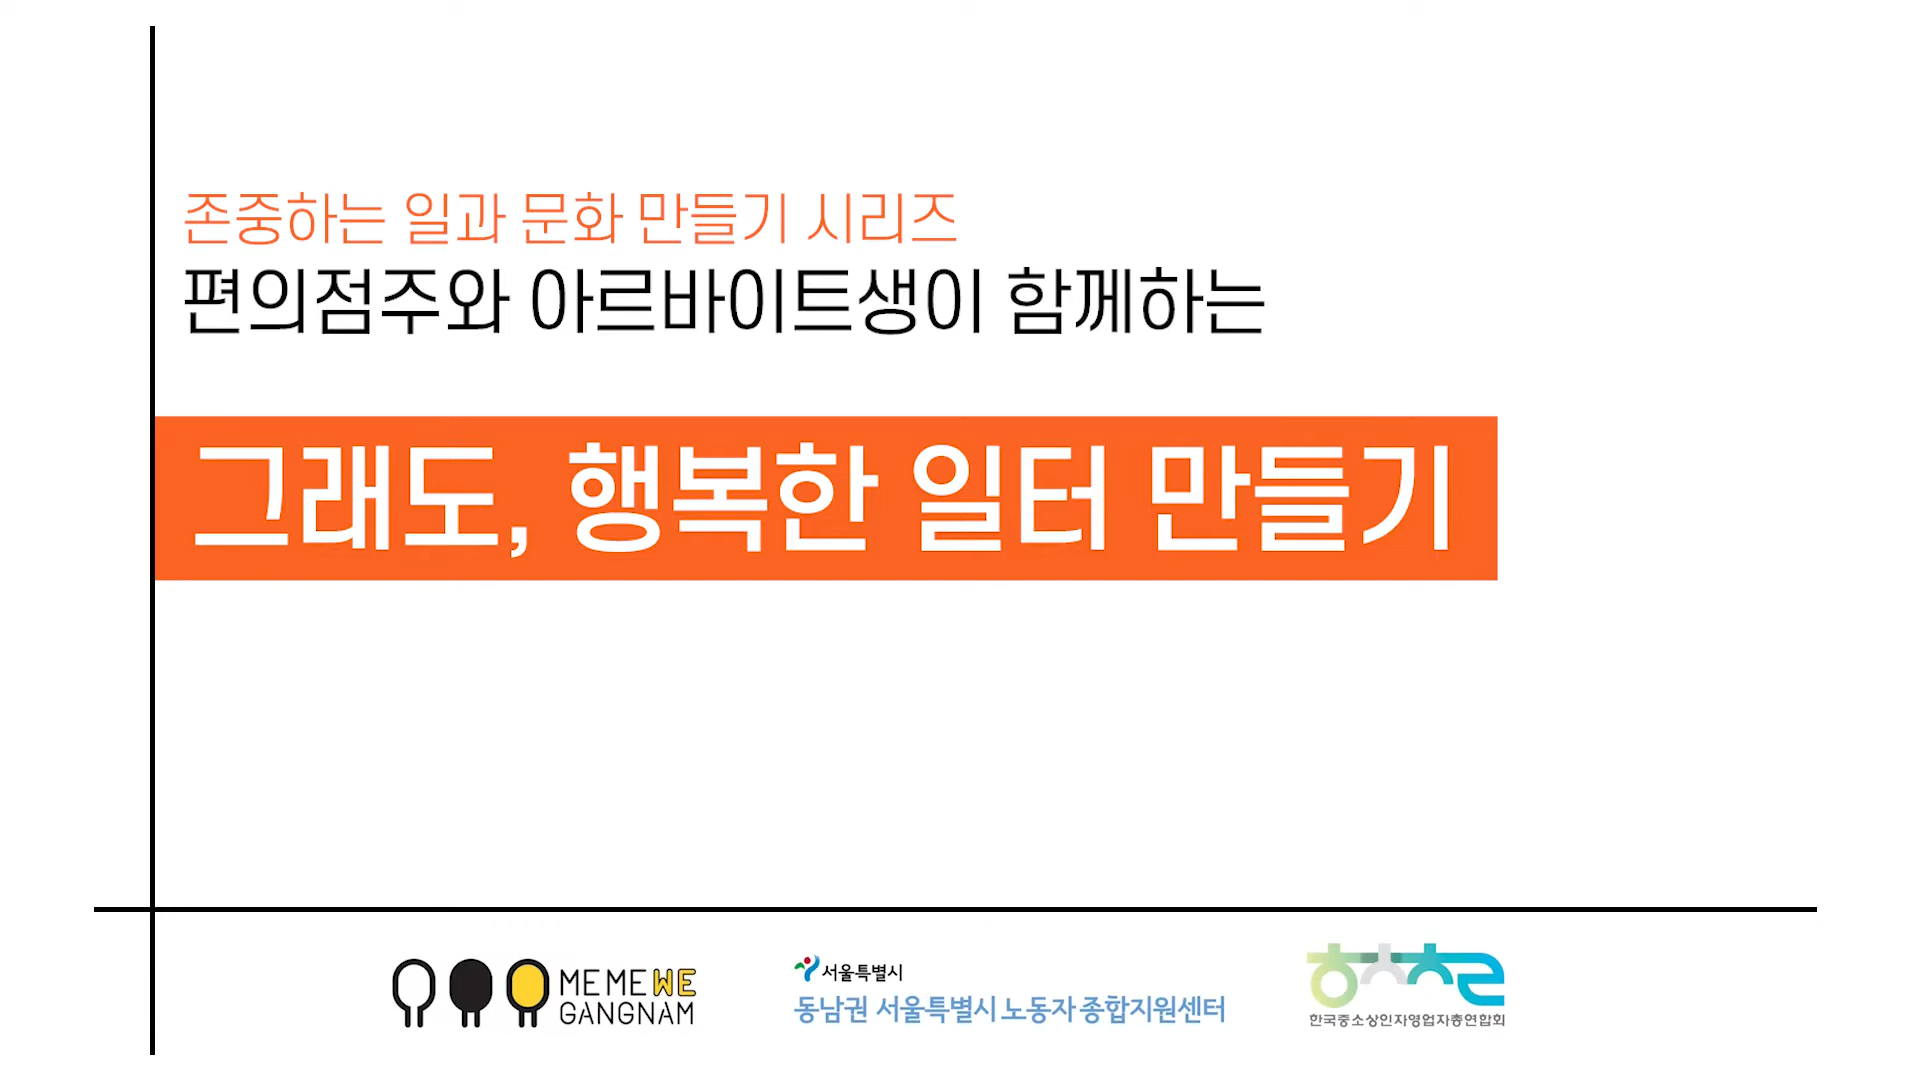 존중하는 일과 문화 만들기 시리즈
편의점주와 아르바이트생이 함께하는
그래도, 행복한 일터 만들기
MEME WE
GANGNAM
서울특별시
동남권 서울특별시 노동자 종합지원센터
한국중소상인자영업자총연합회